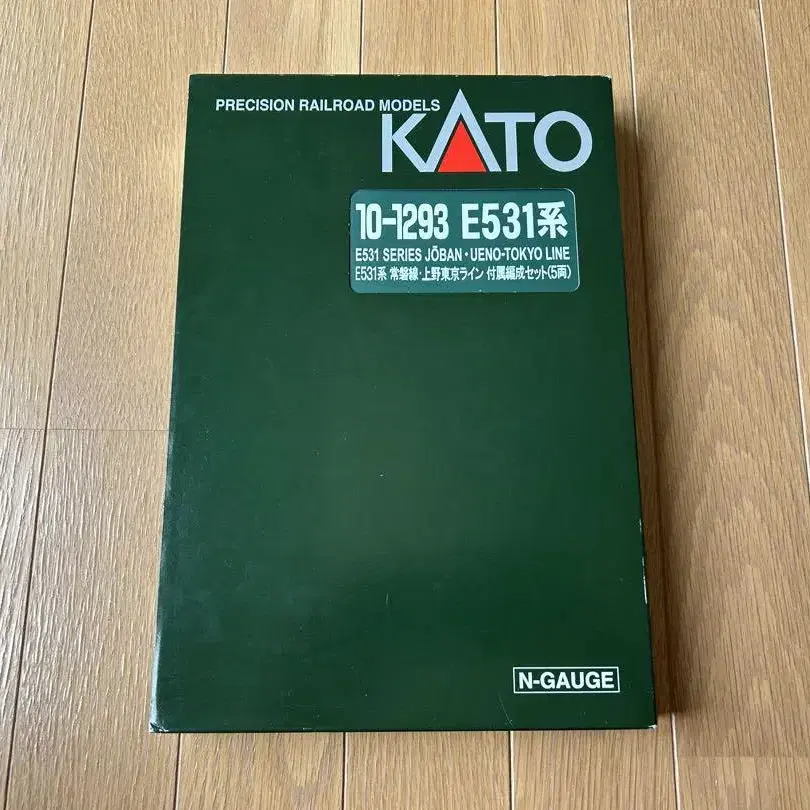 PRECISION RAILROAD MODELS
KATO
10-1293 E531系
E531 SERIES JŌBAN・UENO-TOKYO LINE
E531系 常磐線・上野東京ライン 付属編成セット(5両)
N-GAUGE